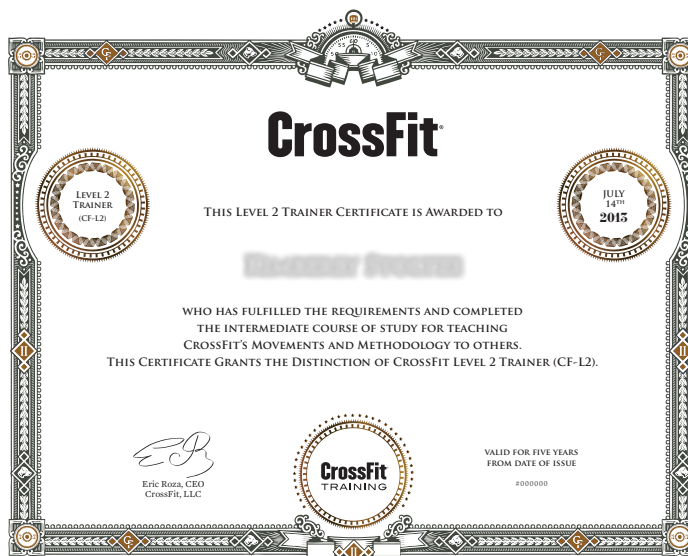 CrossFit
Level 2
Trainer
(CF-L2)
July
14TH
2015
This Level 2 Trainer Certificate is Awarded to
who has fulfilled the requirements and completed
the intermediate course of study for teaching
CrossFit's Movements and Methodology to others.
This Certificate Grants the Distinction of CrossFit Level 2 Trainer (CF-L2).
Eric Roza, CEO
CrossFit, LLC
CrossFit
TRAINING
valid for five years
from date of issue
#000000